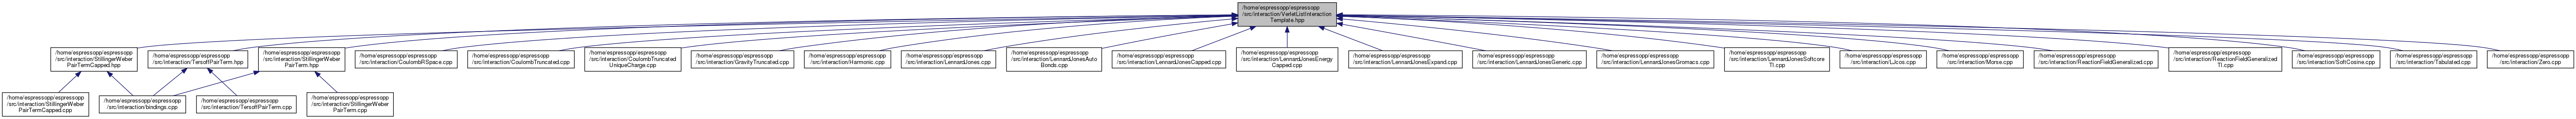 /home/espressopp/espressopp
/src/interaction/VerletListInteraction
Template.hpp
/home/espressopp/espressopp
/src/interaction/StillingerWeber
PairTermCapped.hpp
/home/espressopp/espressopp
/src/interaction/TersoffPairTerm.hpp
/home/espressopp/espressopp
/src/interaction/StillingerWeber
PairTerm.hpp
/home/espressopp/espressopp
/src/interaction/CoulombRSpace.cpp
/home/espressopp/espressopp
/src/interaction/CoulombTruncated.cpp
/home/espressopp/espressopp
/src/interaction/CoulombTruncated
UniqueCharge.cpp
/home/espressopp/espressopp
/src/interaction/GravityTruncated.cpp
/home/espressopp/espressopp
/src/interaction/Harmonic.cpp
/home/espressopp/espressopp
/src/interaction/LennardJones.cpp
/home/espressopp/espressopp
/src/interaction/LennardJonesAuto
Bonds.cpp
/home/espressopp/espressopp
/src/interaction/LennardJonesCapped.cpp
/home/espressopp/espressopp
/src/interaction/LennardJonesEnergy
Capped.cpp
/home/espressopp/espressopp
/src/interaction/LennardJonesExpand.cpp
/home/espressopp/espressopp
/src/interaction/LennardJonesGeneric.cpp
/home/espressopp/espressopp
/src/interaction/LennardJonesGromacs.cpp
/home/espressopp/espressopp
/src/interaction/LennardJonesSoftcore
TI.cpp
/home/espressopp/espressopp
/src/interaction/LJcos.cpp
/home/espressopp/espressopp
/src/interaction/Morse.cpp
/home/espressopp/espressopp
/src/interaction/ReactionFieldGeneralized.cpp
/home/espressopp/espressopp
/src/interaction/ReactionFieldGeneralized
TI.cpp
/home/espressopp/espressopp
/src/interaction/SoftCosine.cpp
/home/espressopp/espressopp
/src/interaction/Tabulated.cpp
/home/espressopp/espressopp
/src/interaction/Zero.cpp
/home/espressopp/espressopp
/src/interaction/StillingerWeber
PairTermCapped.cpp
/home/espressopp/espressopp
/src/interaction/bindings.cpp
/home/espressopp/espressopp
/src/interaction/TersoffPairTerm.cpp
/home/espressopp/espressopp
/src/interaction/StillingerWeber
PairTerm.cpp